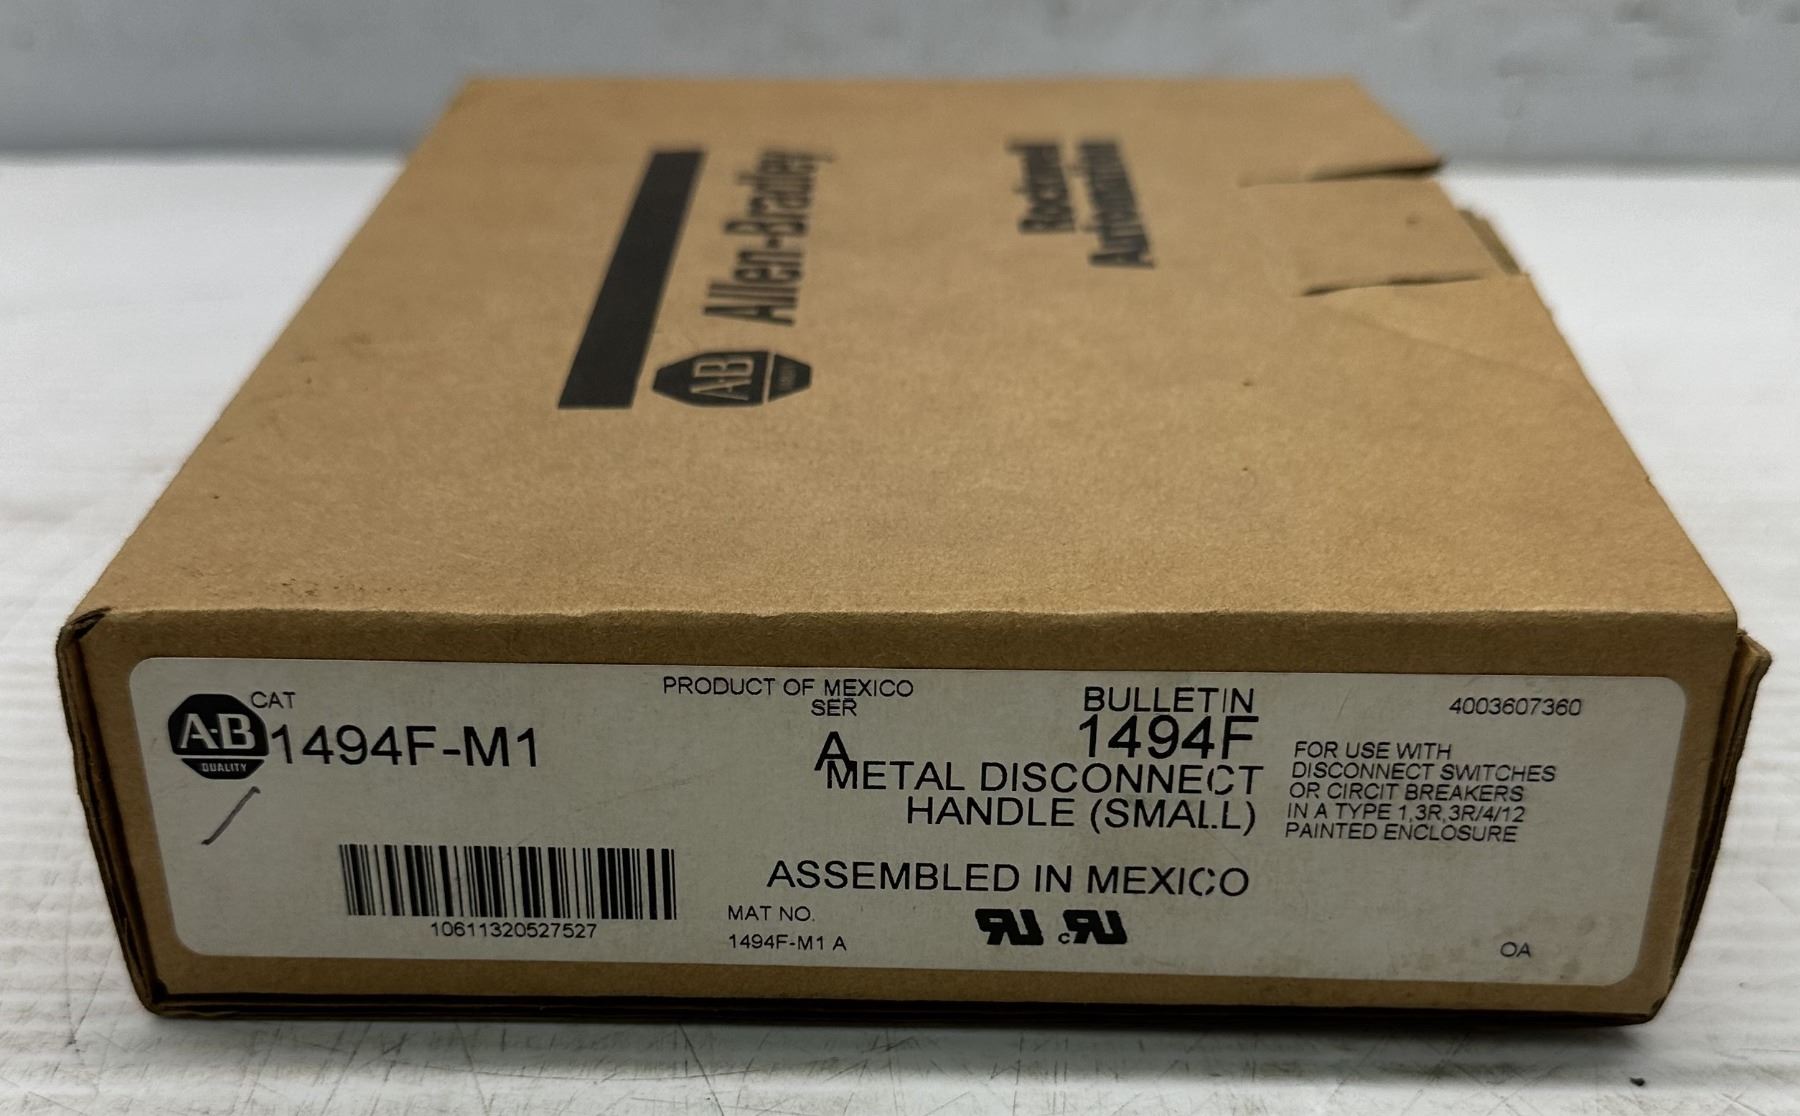 Allen-Bradley
A-B
Rockwell
Automation
A-B
QUALITY
CAT
1494F-M1
PRODUCT OF MEXICO
SER
A
BULLETIN
1494F
METAL DISCONNECT
HANDLE (SMALL)
4003607360
FOR USE WITH
DISCONNECT SWITCHES
OR CIRCIT BREAKERS
IN A TYPE 1,3R,3R/4/12
PAINTED ENCLOSURE
ASSEMBLED IN MEXICO
10611320527527
MAT NO.
1494F-M1 A
OA